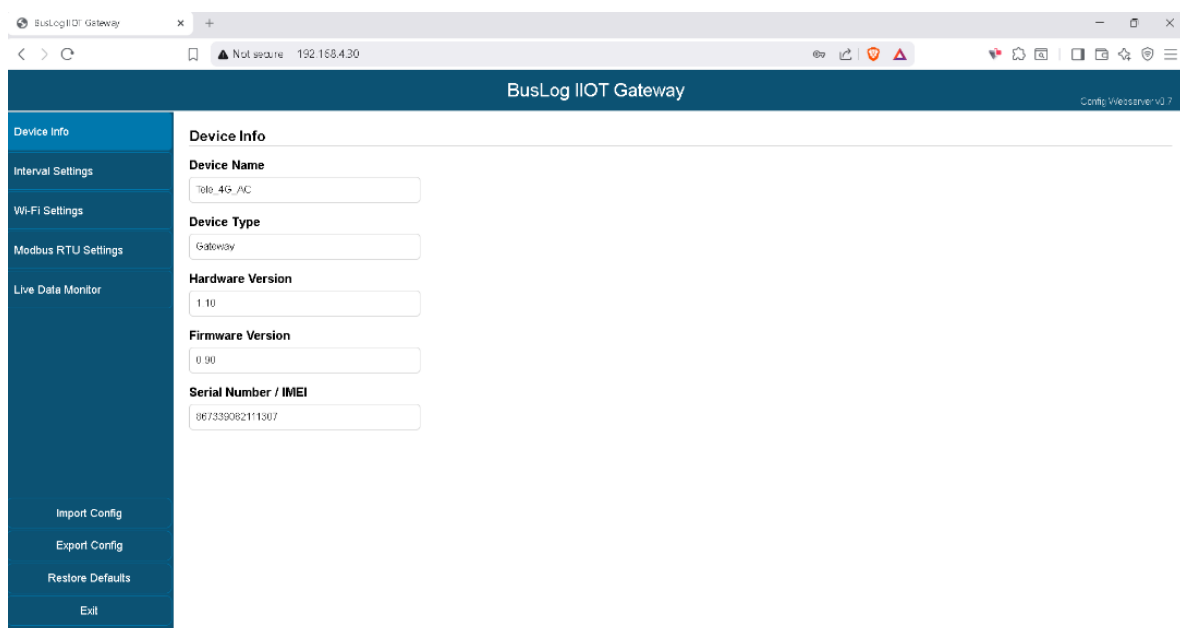 BusLog IIOT Gateway
Not secure 192.168.4.30
BusLog IIOT Gateway
Config Webserver v0.7
Device Info
Interval Settings
Wi-Fi Settings
Modbus RTU Settings
Live Data Monitor
Import Config
Export Config
Restore Defaults
Exit
Device Info
Device Name
Tele_4G_AC
Device Type
Gateway
Hardware Version
1.10
Firmware Version
0.90
Serial Number / IMEI
867339082111307